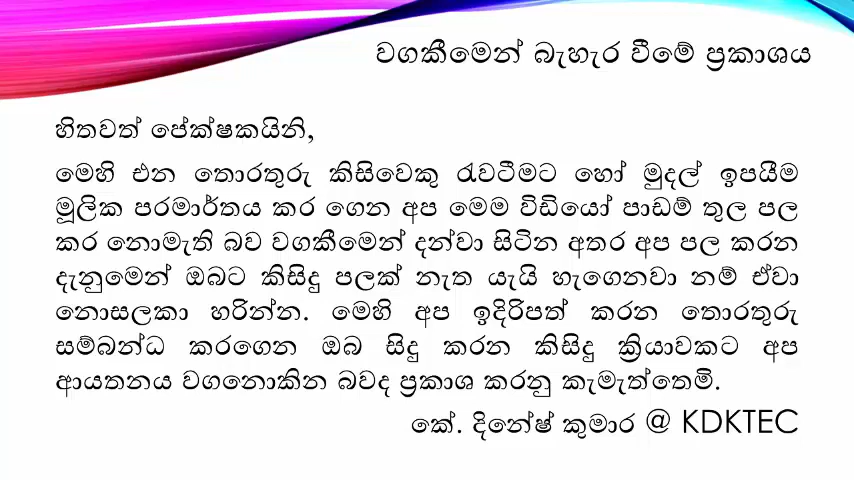 වගකීමෙන් බැහැර වීමේ ප්‍රකාශය
හිතවත් ප්‍රේක්ෂකයිනි,
මෙහි එන තොරතුරු කිසිවෙකු රැවටීමට හෝ මුදල් ඉපයීම
මූලික පරමාර්තය කර ගෙන අප මෙම විඩියෝ පාඩම් තුල පල
කර නොමැති බව වගකීමෙන් දන්වා සිටින අතර අප පල කරන
දැනුමෙන් ඔබට කිසිදු පලක් නැත යැයි හැගෙනවා නම් ඒවා
නොසලකා හරින්න. මෙහි අප ඉදිරිපත් කරන තොරතුරු
සම්බන්ධ කරගෙන ඔබ සිදු කරන කිසිදු ක්‍රියාවකට අප
ආයතනය වගනොකින බවද ප්‍රකාශ කරනු කැමැත්තෙමි.
කේ. දිනේෂ් කුමාර @ KDKTEC